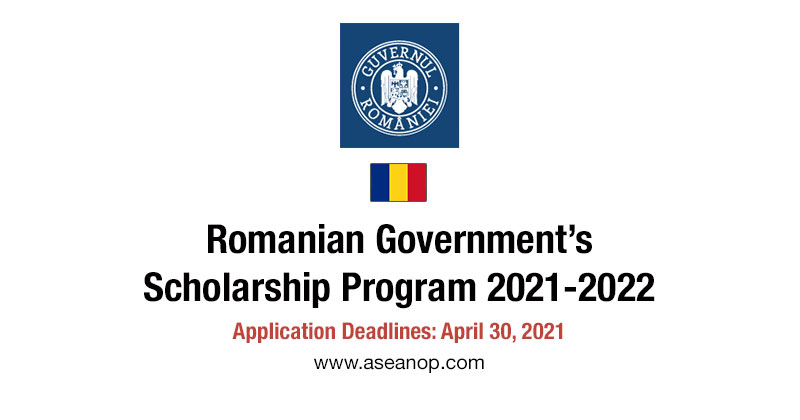 GUVERNUL
ROMÂNIEI
Romanian Government’s
Scholarship Program 2021-2022
Application Deadlines: April 30, 2021
www.aseanop.com